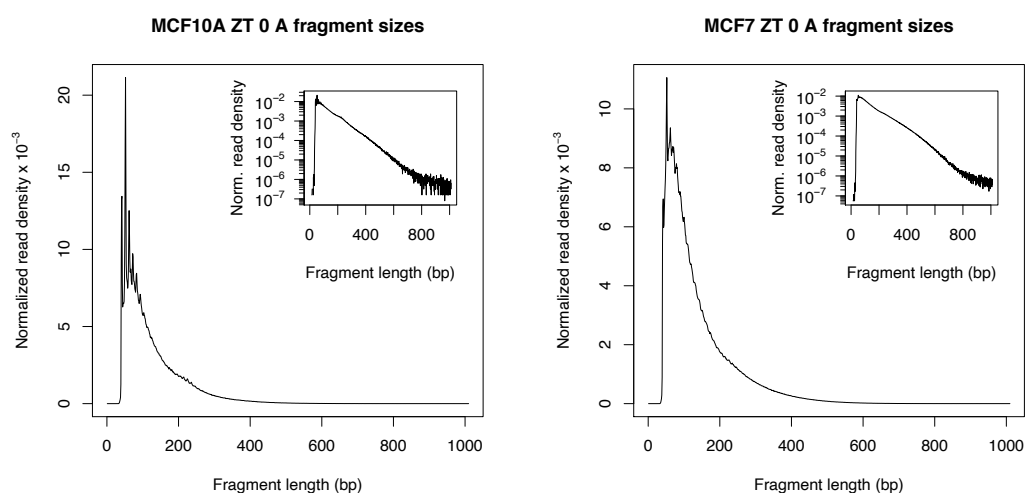 MCF10A ZT 0 A fragment sizes
Normalized read density x 10⁻³
20
15
10
5
0
0 200 400 600 800 1000
Fragment length (bp)
Norm. read density
10⁻²
10⁻³
10⁻⁴
10⁻⁵
10⁻⁶
10⁻⁷
0 400 800
Fragment length (bp)
MCF7 ZT 0 A fragment sizes
Normalized read density x 10⁻³
10
8
6
4
2
0
0 200 400 600 800 1000
Fragment length (bp)
Norm. read density
10⁻²
10⁻³
10⁻⁴
10⁻⁵
10⁻⁶
10⁻⁷
0 400 800
Fragment length (bp)